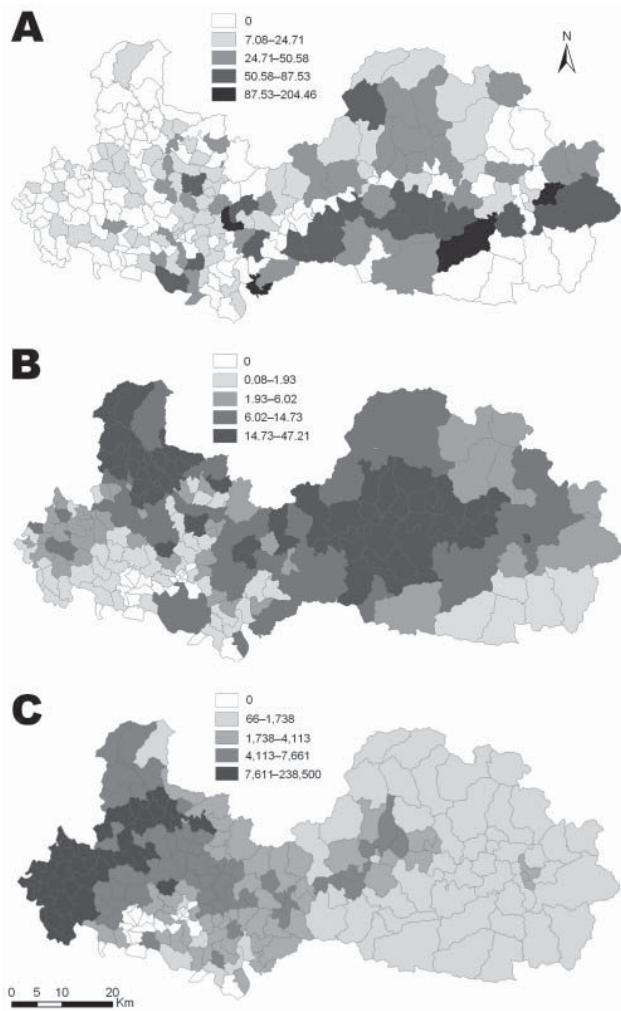 A
0
7.08–24.71
24.71–50.58
50.58–87.53
87.53–204.46
N
B
0
0.08–1.93
1.93–6.02
6.02–14.73
14.73–47.21
C
0
66–1,738
1,738–4,113
4,113–7,661
7,611–238,500
0 5 10 20
Km